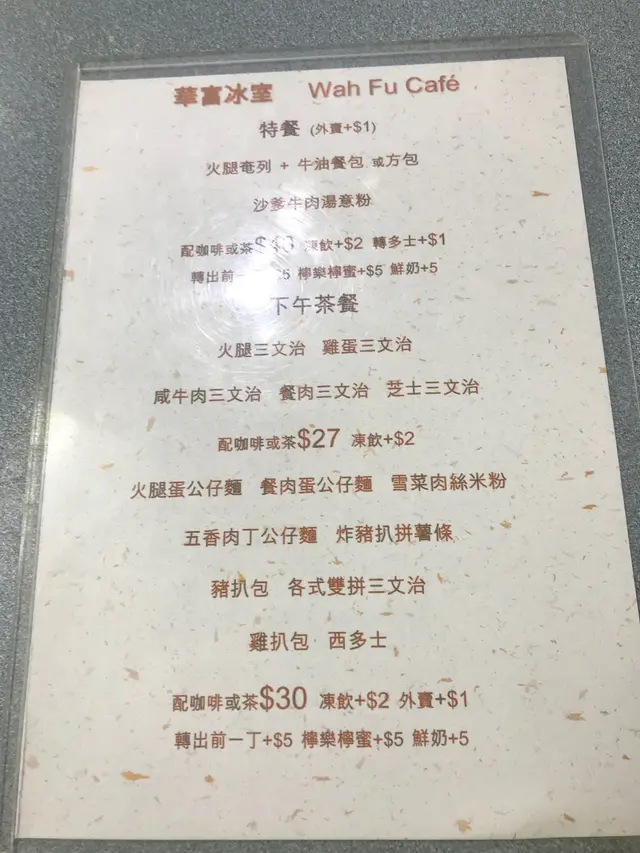 華富冰室 Wah Fu Café
特餐 (外賣+$1)
火腿奄列 + 牛油餐包 或方包
沙爹牛肉湯意粉
配咖啡或茶 凍飲+$2 轉多士+$1
轉出前一丁 $5 檸樂檸蜜+$5 鮮奶+5
下午茶餐
火腿三文治 雞蛋三文治
咸牛肉三文治 餐肉三文治 芝士三文治
配咖啡或茶$27 凍飲+$2
火腿蛋公仔麵 餐肉蛋公仔麵 雪菜肉絲米粉
五香肉丁公仔麵 炸豬扒拼薯條
豬扒包 各式雙拼三文治
雞扒包 西多士
配咖啡或茶$30 凍飲+$2 外賣+$1
轉出前一丁+$5 檸樂檸蜜+$5 鮮奶+5